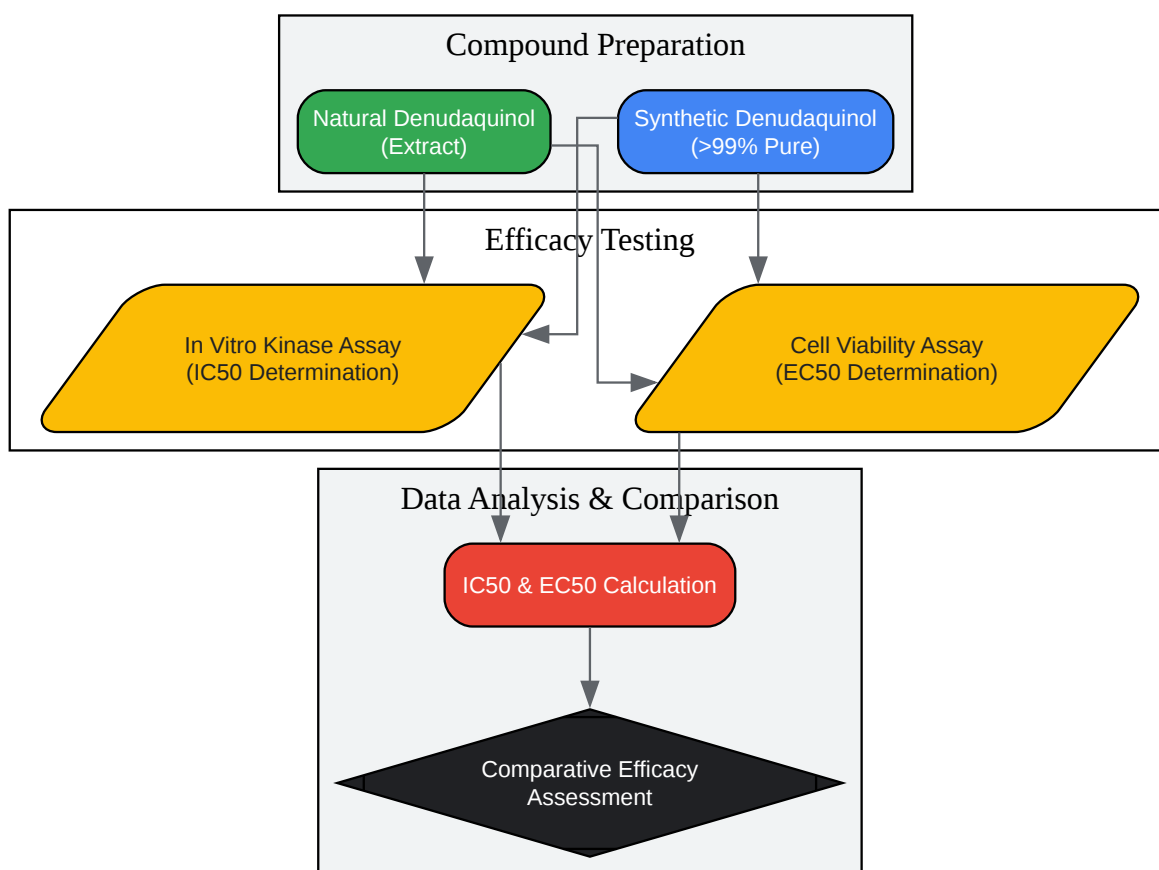 Compound Preparation
Natural Denudaquinol
(Extract)
Synthetic Denudaquinol
(>99% Pure)
Efficacy Testing
In Vitro Kinase Assay
(IC50 Determination)
Cell Viability Assay
(EC50 Determination)
Data Analysis & Comparison
IC50 & EC50 Calculation
Comparative Efficacy
Assessment